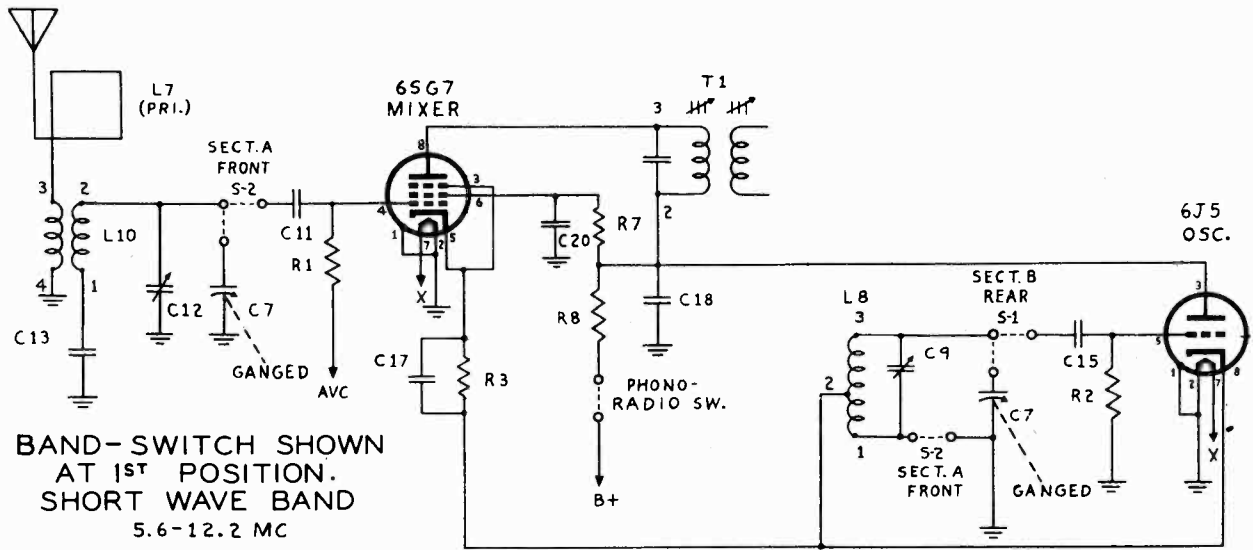 L7
(PRI.)
6SG7
MIXER
T1
SECT. A
FRONT
S-2
3
2
L10
4
1
C13
C12
C7
GANGED
C11
R1
AVC
8
3
6
4
1
7
2
5
X
C17
R3
C20
R7
R8
3
2
C18
PHONO-
RADIO SW.
B+
L8
3
2
1
C9
SECT. B
REAR
S-1
S-2
SECT. A
FRONT
C7
GANGED
C15
R2
6J5
OSC.
3
5
1
2
7
8
X
BAND-SWITCH SHOWN
AT 1ST POSITION.
SHORT WAVE BAND
5.6-12.2 MC